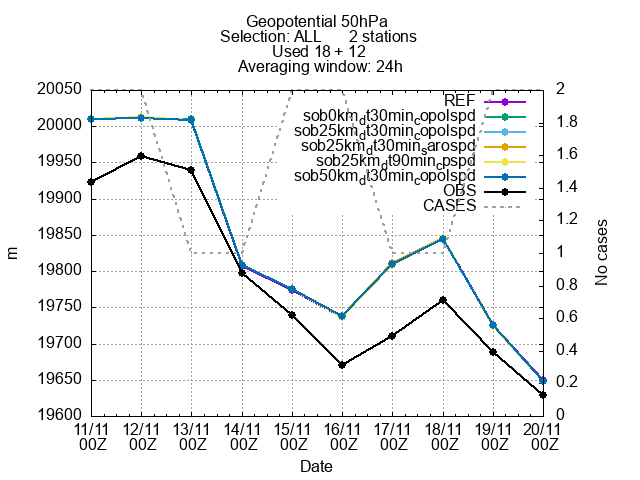 Geopotential 50hPa
Selection: ALL 2 stations
Used 18 + 12
Averaging window: 24h
20050
20000
19950
19900
19850
19800
19750
19700
19650
19600
m
2
1.8
1.6
1.4
1.2
1
0.8
0.6
0.4
0.2
0
No cases
REF
sob0km_dt30min_copolspd
sob25km_dt30min_copolspd
sob25km_dt30min_sarospd
sob25km_dt90min_cpspd
sob50km_dt30min_copolspd
OBS
CASES
11/11 12/11 13/11 14/11 15/11 16/11 17/11 18/11 19/11 20/11
00Z 00Z 00Z 00Z 00Z 00Z 00Z 00Z 00Z 00Z
Date